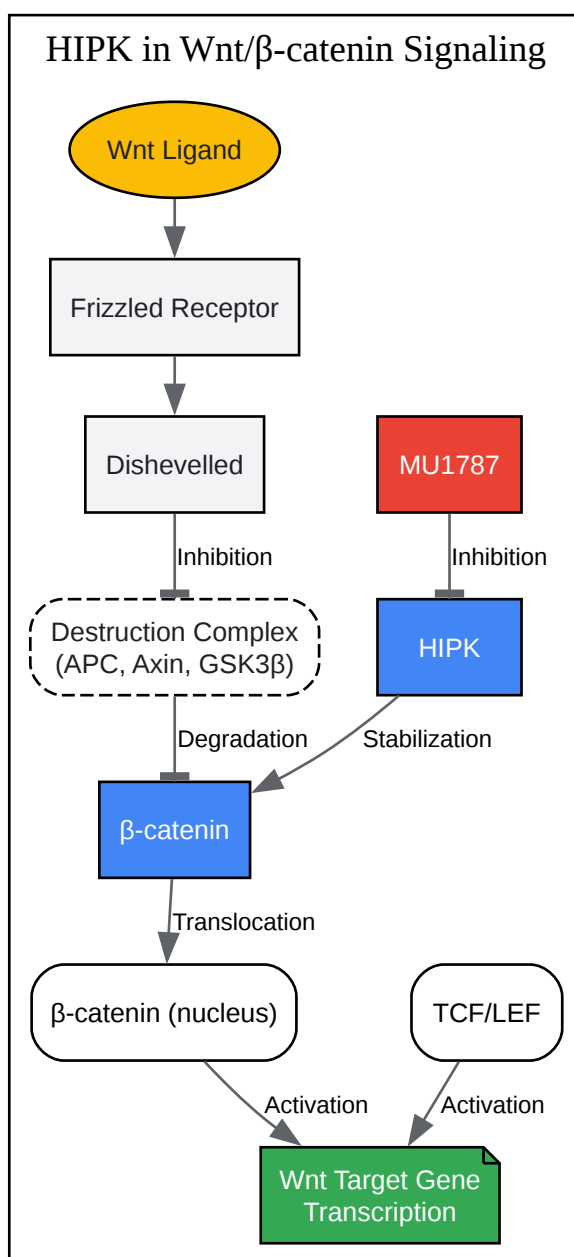 HIPK in Wnt/β-catenin Signaling
Wnt Ligand
Frizzled Receptor
Dishevelled
MU1787
Inhibition
Inhibition
Destruction Complex
(APC, Axin, GSK3β)
HIPK
Degradation
Stabilization
β-catenin
Translocation
β-catenin (nucleus)
TCF/LEF
Activation
Activation
Wnt Target Gene
Transcription